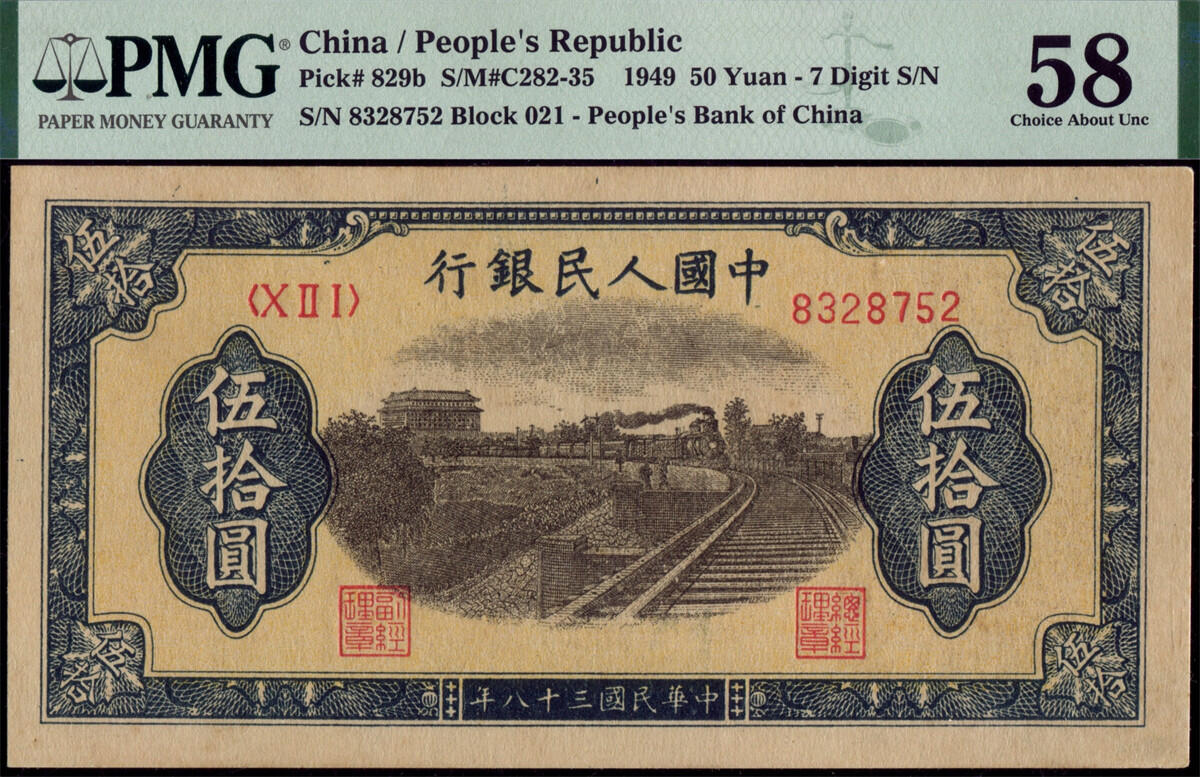 PMG®
PAPER MONEY GUARANTY
China / People's Republic
Pick# 829b S/M#C282-35 1949 50 Yuan - 7 Digit S/N
S/N 8328752 Block 021 - People's Bank of China
58
Choice About Unc
伍拾
伍拾
中國人民銀行
〈X II I〉
8328752
伍拾圓
伍拾圓
副經理章
總經理章
伍拾
伍拾
中華民國三十八年